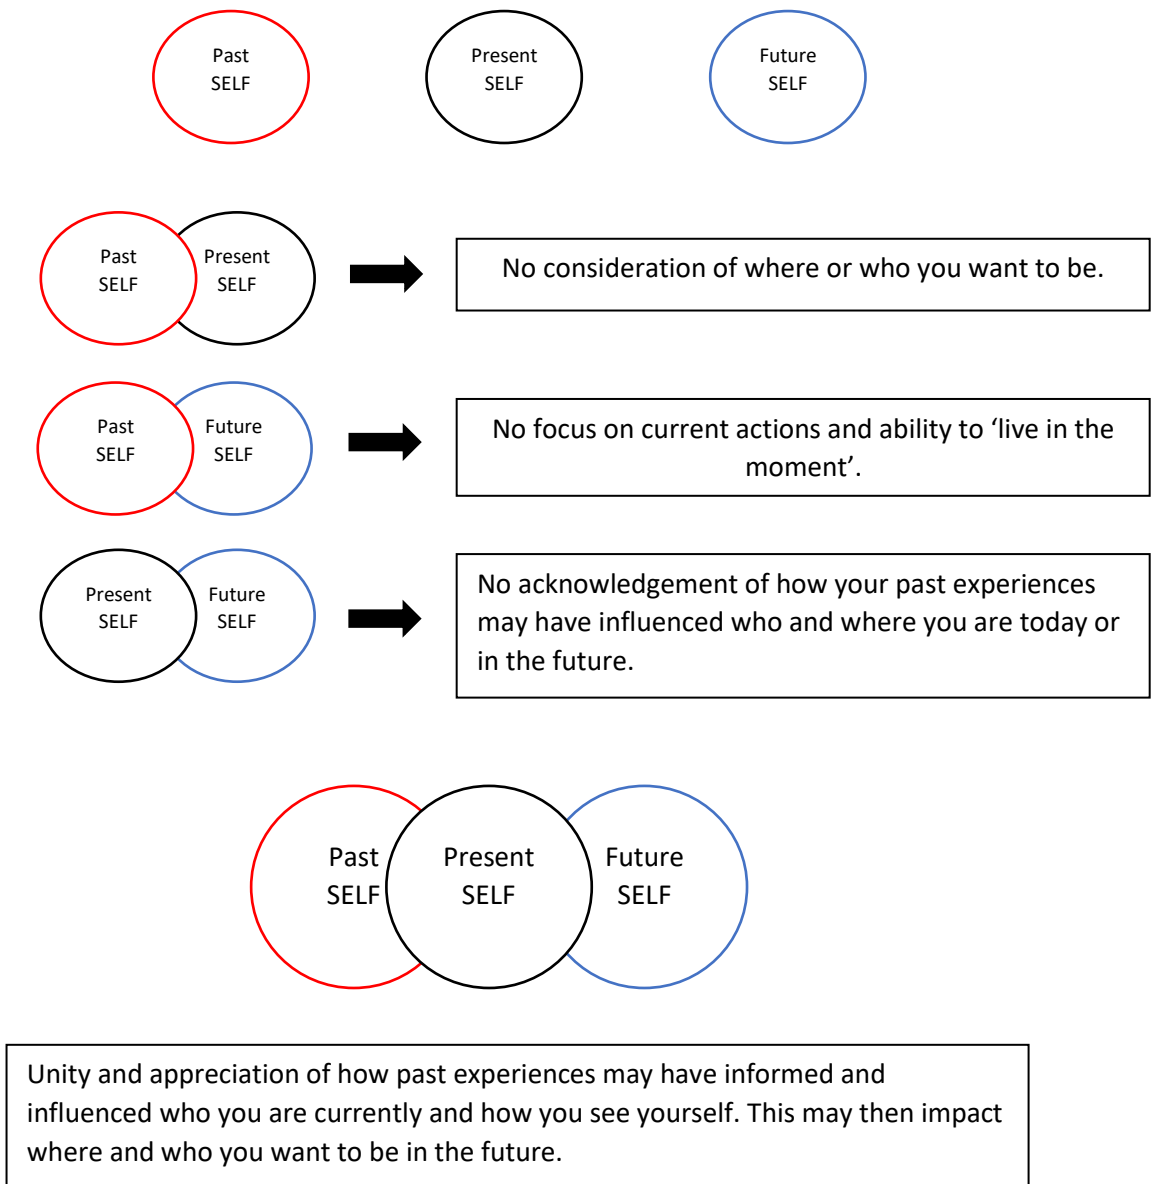 Past
SELF
Present
SELF
Future
SELF
Past
SELF
Present
SELF
No consideration of where or who you want to be.
Past
SELF
Future
SELF
No focus on current actions and ability to ‘live in the
moment’.
Present
SELF
Future
SELF
No acknowledgement of how your past experiences
may have influenced who and where you are today or
in the future.
Past
SELF
Present
SELF
Future
SELF
Unity and appreciation of how past experiences may have informed and
influenced who you are currently and how you see yourself. This may then impact
where and who you want to be in the future.